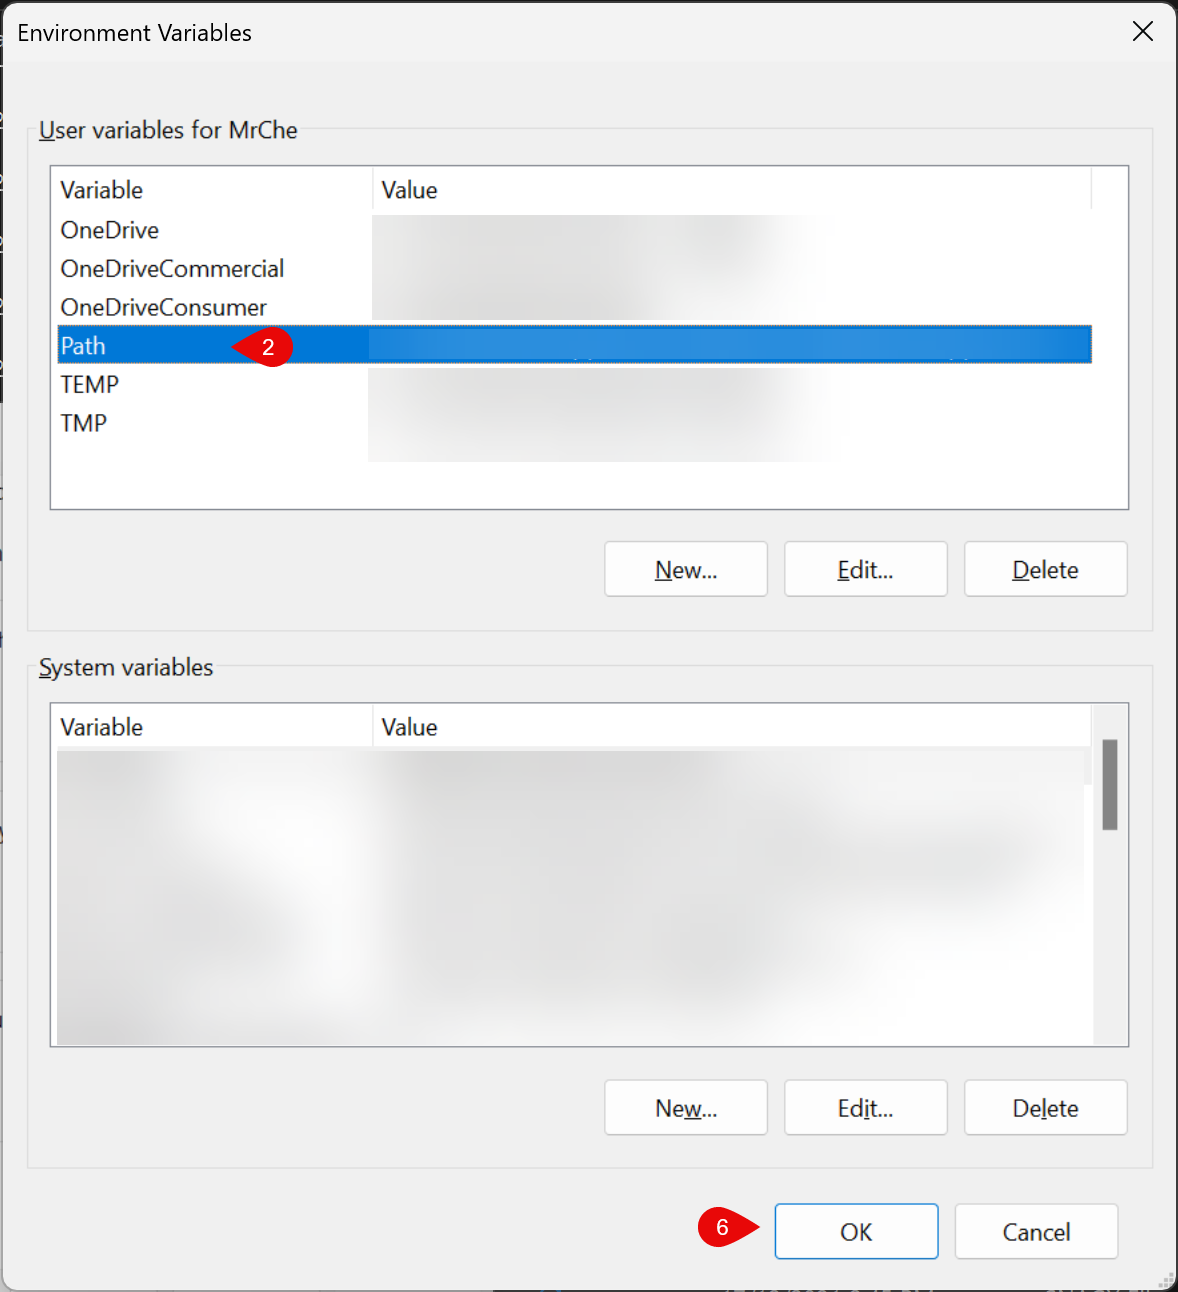 Environment Variables
User variables for MrChe
Variable Value
OneDrive
OneDriveCommercial
OneDriveConsumer
Path 2
TEMP
TMP
New... Edit... Delete
System variables
Variable Value
New... Edit... Delete
6 OK Cancel